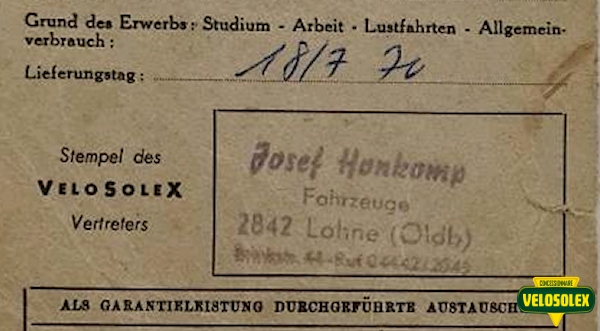 Grund des Erwerbs: Studium - Arbeit - Lustfahrten - Allgemein-
verbrauch:
Lieferungstag: 18/7 70
Stempel des
VELOSOLEX
Vertreters
Josef Honkomp
Fahrzeuge
2842 Lohne (Oldb)
ALS GARANTIELEISTUNG DURCHGEFÜHRTE AUSTAUSCH
CONCESSIONNAIRE
VELOSOLEX